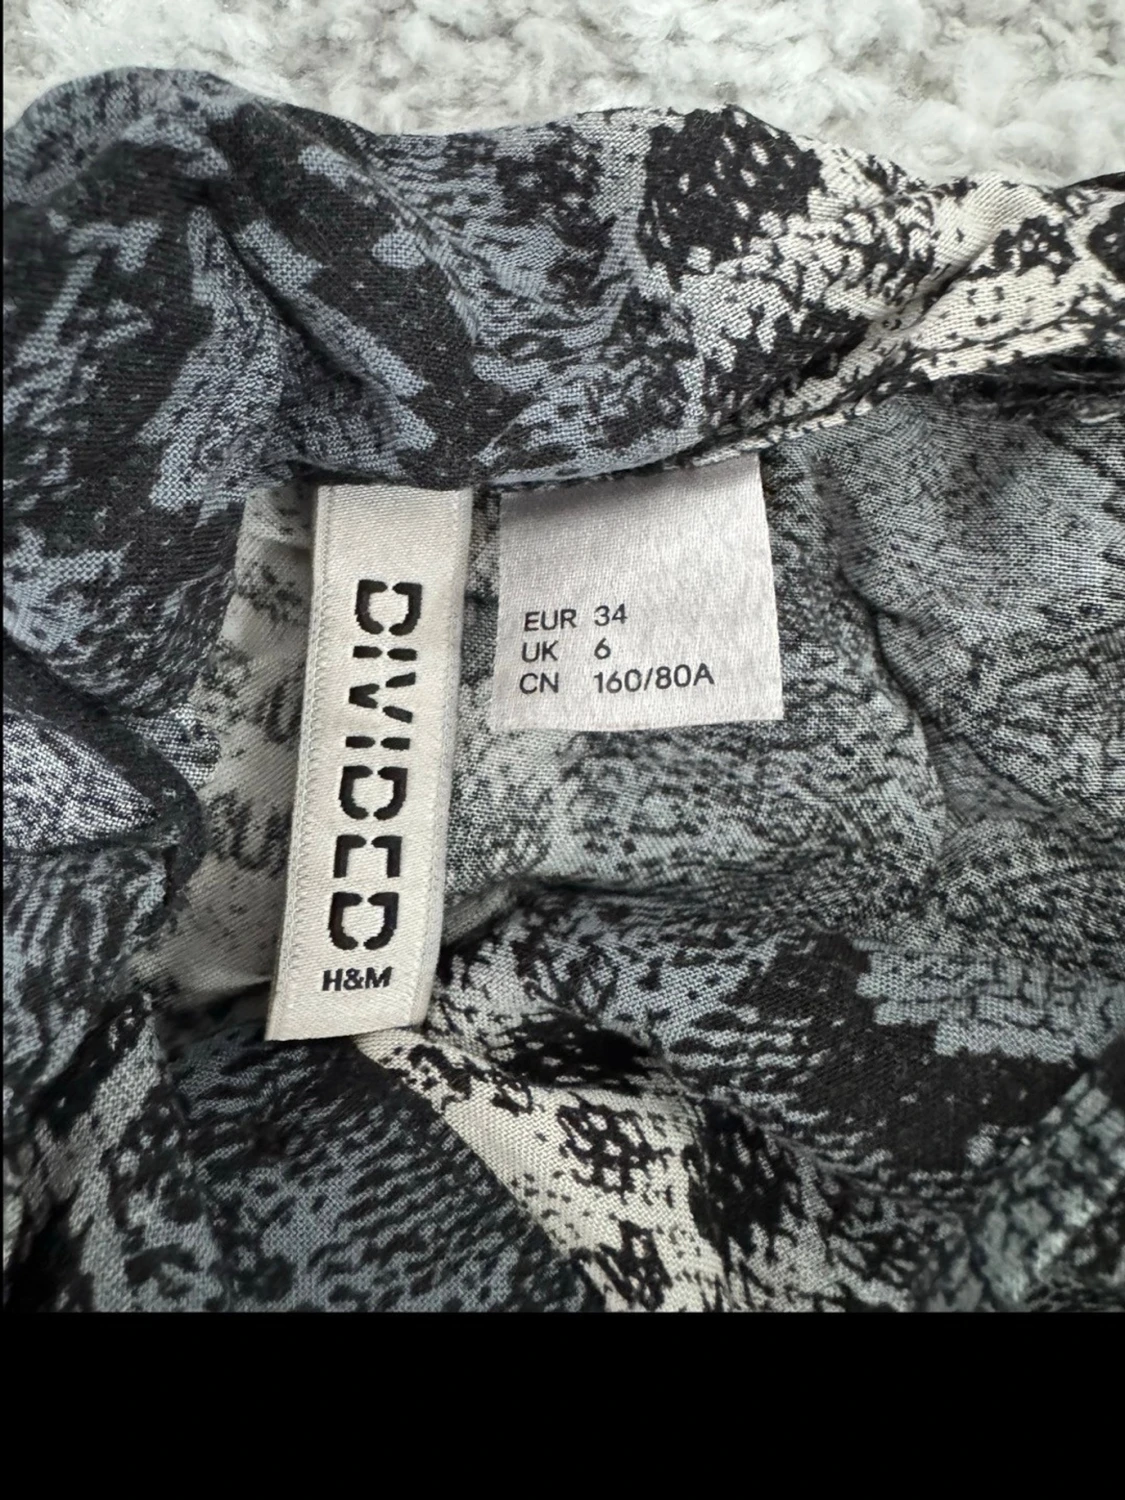 DIVIDED
H&M
EUR 34
UK 6
CN 160/80A